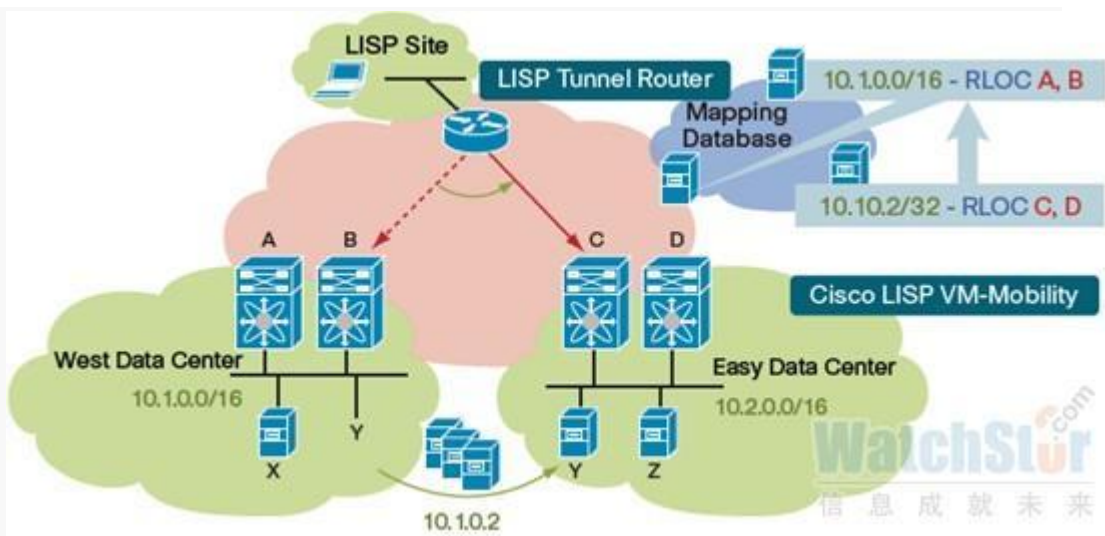 LISP Site
LISP Tunnel Router
10.1.0.0/16 - RLOC A, B
Mapping
Database
10.10.2/32 - RLOC C, D
A
B
C
D
Cisco LISP VM-Mobility
West Data Center
10.1.0.0/16
Easy Data Center
10.2.0.0/16
X
Y
Y
Z
10.1.0.2
WatchStor.com
信息成就未来